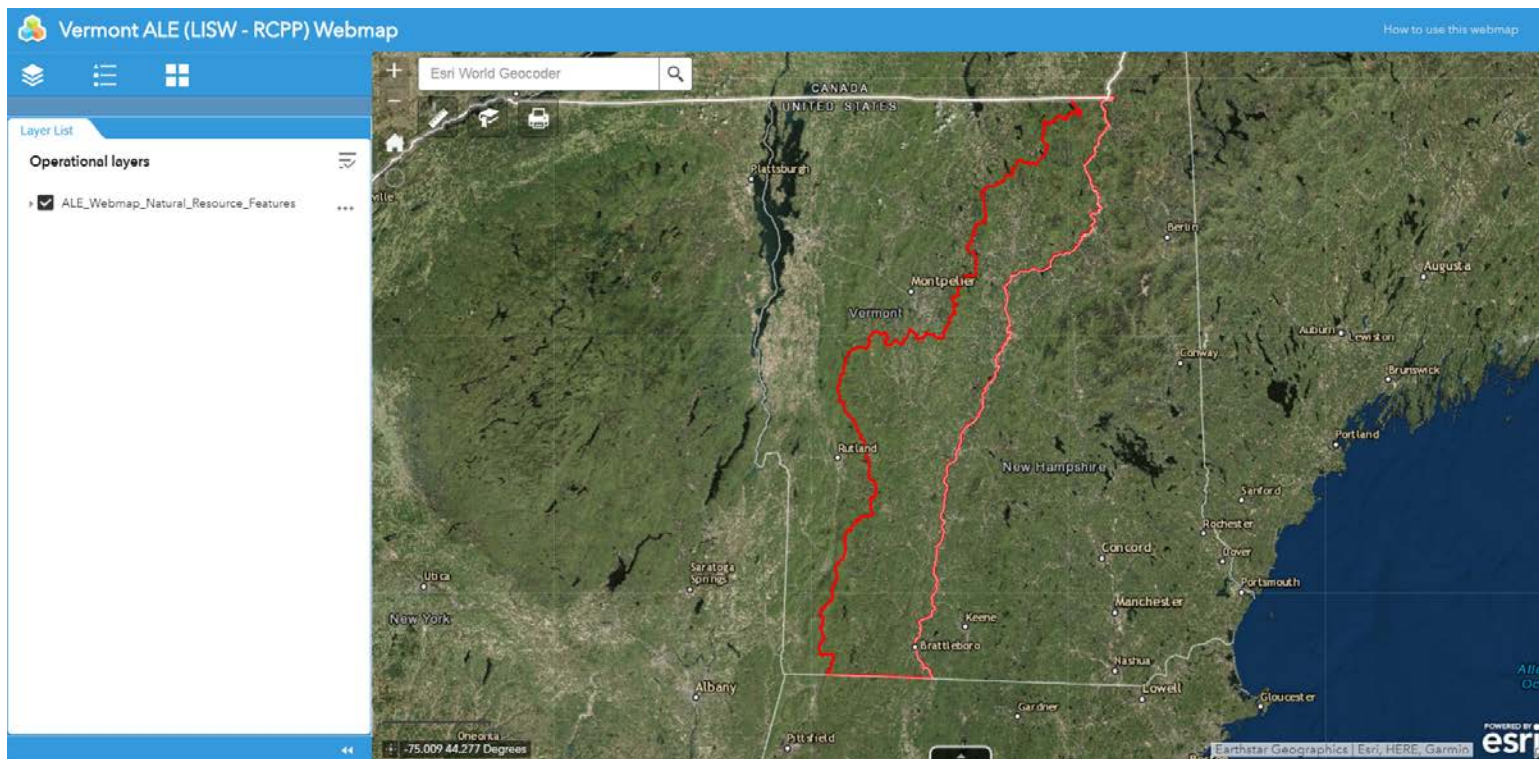 Vermont ALE (LISW - RCPP) Webmap
How to use this webmap
Esri World Geocoder
Layer List
Operational layers
ALE_Webmap_Natural_Resource_Features
CANADA
UNITED STATES
Plattsburgh
ville
Berlin
Montpelier
Augusta
Vermont
Auburn
Lewiston
Conway
Brunswick
Rutland
Portland
New Hampshire
Sanford
Rochester
Concord
Dover
Utica
Saratoga
Springs
Portsmouth
Manchester
New York
Keene
Brattleboro
Nashua
Albany
Lowell
Gloucester
Gardner
Oneonta
Pittsfield
-75.009 44.277 Degrees
Earthstar Geographics | Esri, HERE, Garmin
POWERED BY
esri